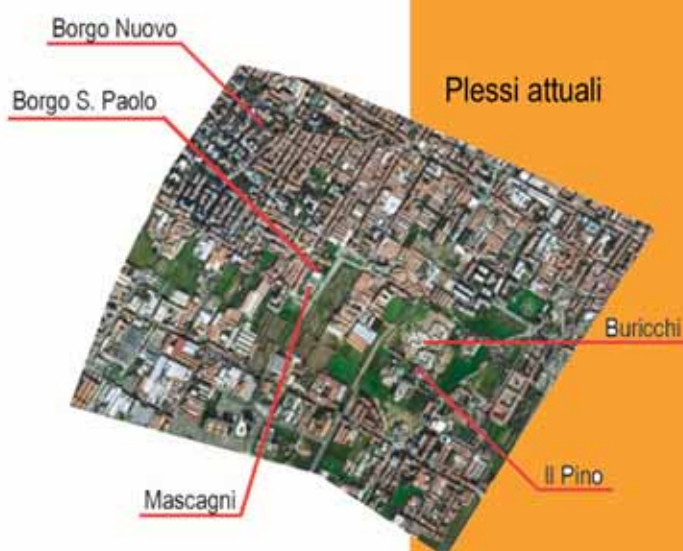 Borgo Nuovo
Plessi attuali
Borgo S. Paolo
Buricchi
Il Pino
Mascagni